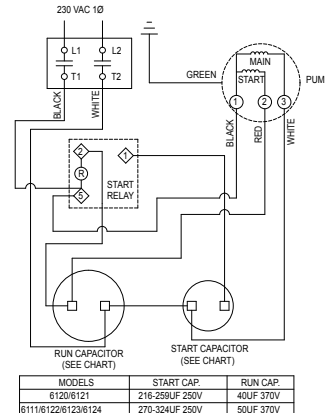 230 VAC 1Ø
L1 L2
T1 T2
BLACK
WHITE
GREEN
MAIN
START
PUM
1 2 3
BLACK
RED
WHITE
2
1
R
START
RELAY
5
RUN CAPACITOR
(SEE CHART)
START CAPACITOR
(SEE CHART)
MODELS START CAP. RUN CAP.
6120/6121 216-259UF 250V 40UF 370V
6111/6122/6123/6124 270-324UF 250V 50UF 370V